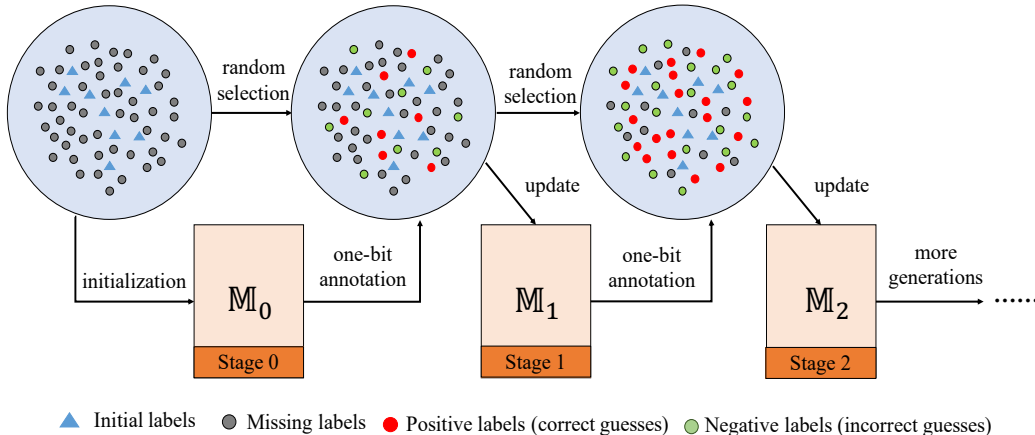 random
selection
random
selection
update
update
initialization
one-bit
annotation
one-bit
annotation
more
generations
𝕄0
𝕄1
𝕄2
......
Stage 0
Stage 1
Stage 2
Initial labels
Missing labels
Positive labels (correct guesses)
Negative labels (incorrect guesses)